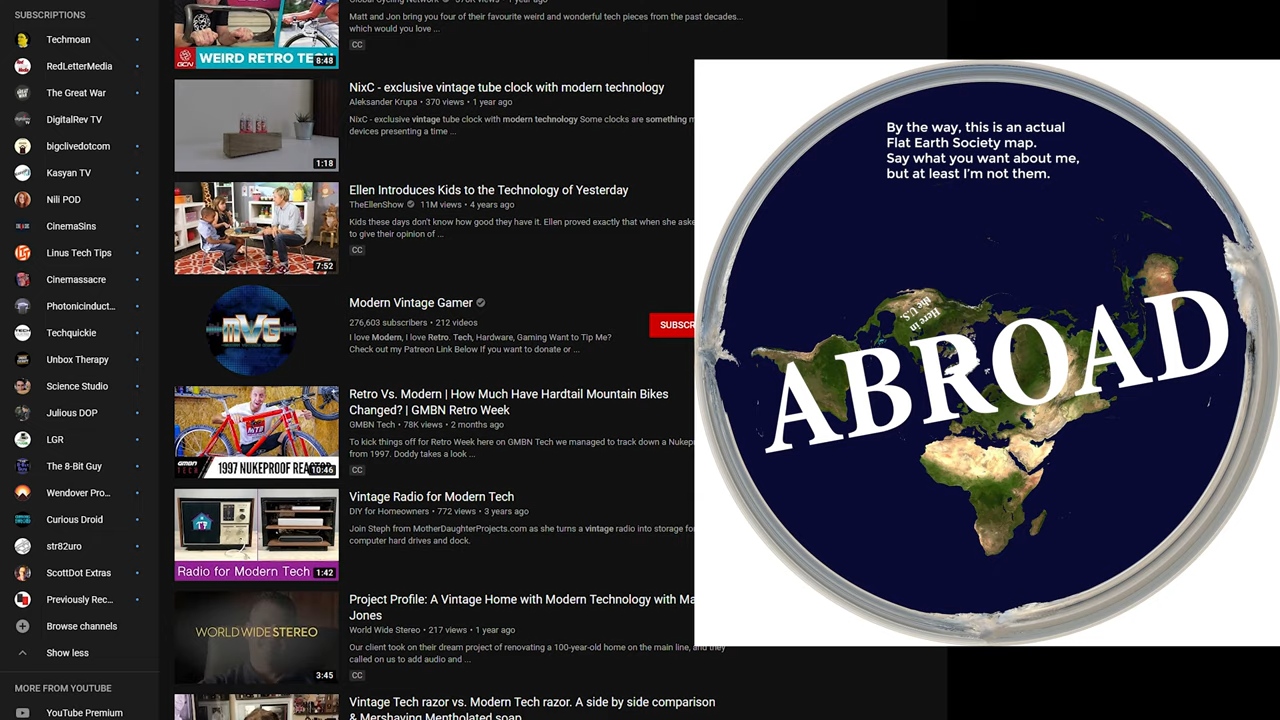 SUBSCRIPTIONS
Techmoan
RedLetterMedia
The Great War
DigitalRev TV
bigclivedotcom
Kasyan TV
Nili POD
CinemaSins
Linus Tech Tips
Cinemassacre
Photonicinduct...
Techquickie
Unbox Therapy
Science Studio
Julious DOP
LGR
The 8-Bit Guy
Wendover Pro...
Curious Droid
str82uro
ScottDot Extras
Previously Rec...
Browse channels
Show less
MORE FROM YOUTUBE
YouTube Premium
Matt and Jon bring you four of their favourite weird and wonderful tech pieces from the past decades...
which would you love ...
CC
GCN
WEIRD RETRO TECH
8:48
NixC - exclusive vintage tube clock with modern technology
Aleksander Krupa • 370 views • 1 year ago
NixC - exclusive vintage tube clock with modern technology Some clocks are something m
devices presenting a time ...
1:18
Ellen Introduces Kids to the Technology of Yesterday
TheEllenShow • 11M views • 4 years ago
Kids these days don't know how good they have it. Ellen proved exactly that when she aske
to give their opinion of ...
CC
7:52
Modern Vintage Gamer
276,603 subscribers • 212 videos
I love Modern, I love Retro. Tech, Hardware, Gaming Want to Tip Me?
Check out my Patreon Link Below If you want to donate or ...
MVG
SUBSCR
Retro Vs. Modern | How Much Have Hardtail Mountain Bikes
Changed? | GMBN Retro Week
GMBN Tech • 78K views • 2 months ago
To kick things off for Retro Week here on GMBN Tech we managed to track down a Nukep
from 1997. Doddy takes a look ...
CC
GMBN
TECH
1997 NUKEPROOF REACTOR
10:46
Vintage Radio for Modern Tech
DIY for Homeowners • 772 views • 3 years ago
Join Steph from MotherDaughterProjects.com as she turns a vintage radio into storage fo
computer hard drives and dock.
Radio for Modern Tech
1:42
Project Profile: A Vintage Home with Modern Technology with Ma
Jones
World Wide Stereo • 217 views • 1 year ago
Our client took on their dream project of renovating a 100-year-old home on the main line, and they
called on us to add audio and ...
CC
WORLD WIDE STEREO
3:45
Vintage Tech razor vs. Modern Tech razor. A side by side comparison
& Mershaving Mentholated soap
By the way, this is an actual
Flat Earth Society map.
Say what you want about me,
but at least I'm not them.
Here in
the U.S.
ABROAD